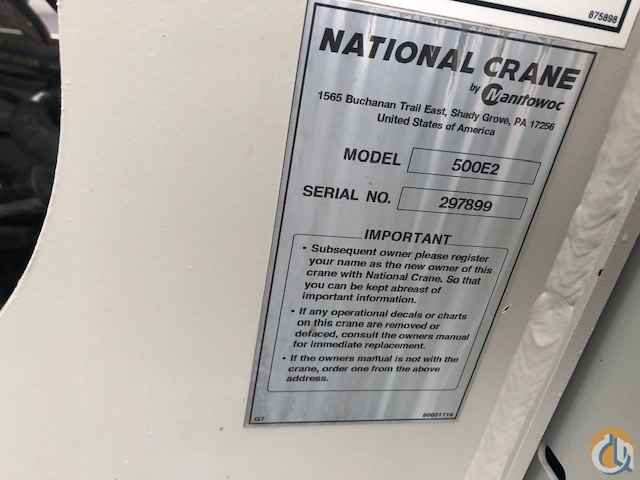 875898
NATIONAL CRANE
by Manitowoc
1565 Buchanan Trail East, Shady Grove, PA 17256
United States of America
MODEL 500E2
SERIAL NO. 297899
IMPORTANT
• Subsequent owner please register
your name as the new owner of this
crane with National Crane. So that
you can be kept abreast of
important information.
• If any operational decals or charts
on this crane are removed or
defaced, consult the owners manual
for immediate replacement.
• If the owners manual is not with the
crane, order one from the above
address.
GT 80031716